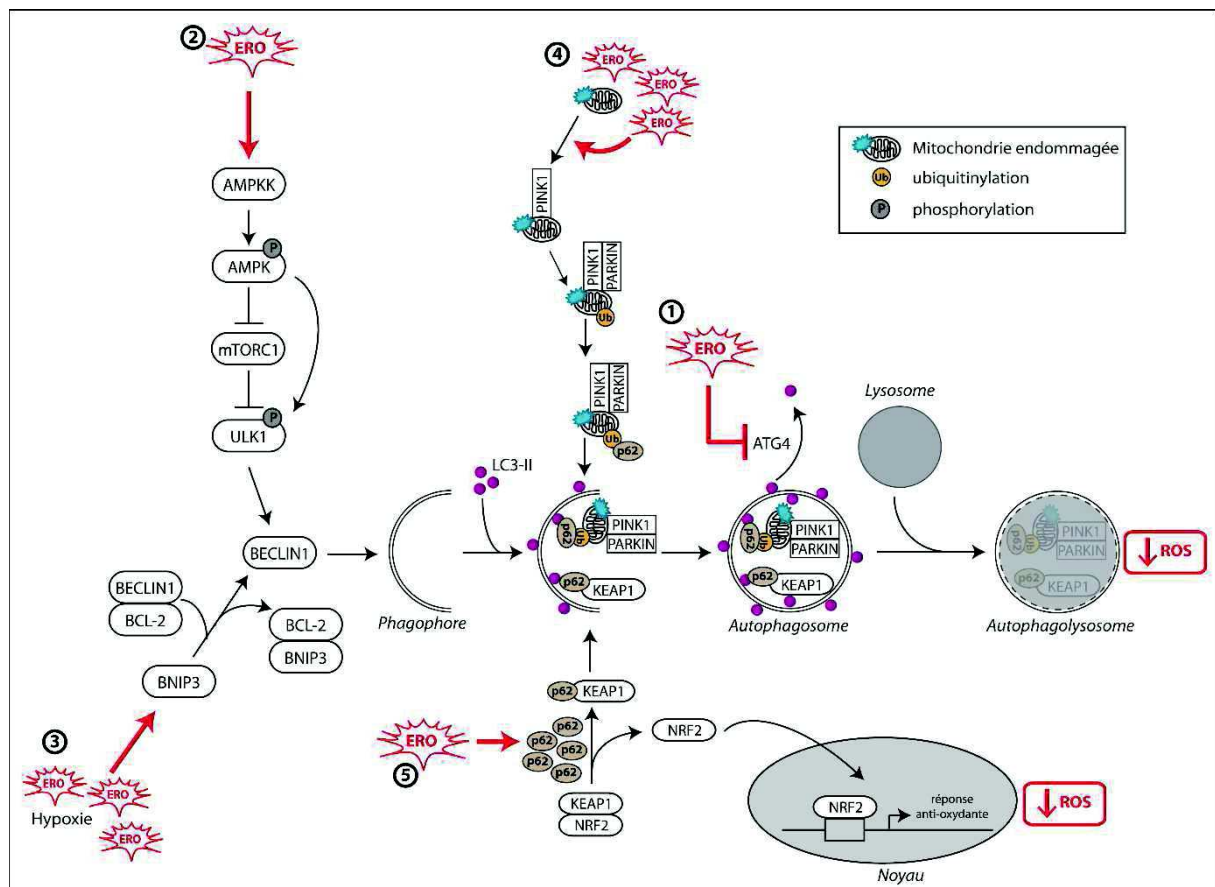 ②
ERO
AMPKK
P
AMPK
mTORC1
P
ULK1
BECLIN1
BECLIN1
BCL-2
BCL-2
BNIP3
BNIP3
③
ERO
ERO
ERO
Hypoxie
④
ERO
ERO
ERO
PINK1
PINK1
PARKIN
Ub
PINK1
PARKIN
Ub
p62
Mitochondrie endommagée
Ub
ubiquitinylation
P
phosphorylation
①
ERO
ATG4
Lysosome
LC3-II
Phagophore
p62
Ub
PINK1
PARKIN
p62
KEAP1
p62
Ub
PINK1
PARKIN
p62
KEAP1
Autophagosome
p62
Ub
PINK1
PARKIN
p62
KEAP1
Autophagolysosome
ROS
p62
KEAP1
ERO
⑤
p62
p62
p62
p62
p62
p62
KEAP1
NRF2
NRF2
NRF2
réponse
anti-oxydante
Noyau
ROS